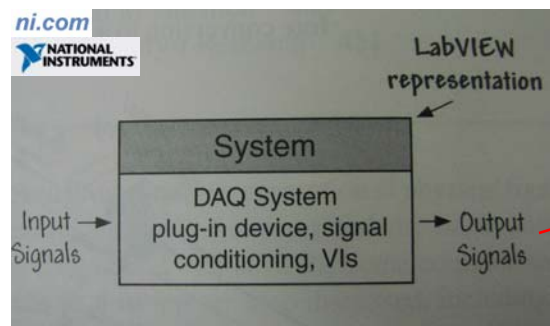 ni.com
NATIONAL
INSTRUMENTS
LabVIEW
representation
System
DAQ System
plug-in device, signal
conditioning, VIs
Input
Signals
Output
Signals